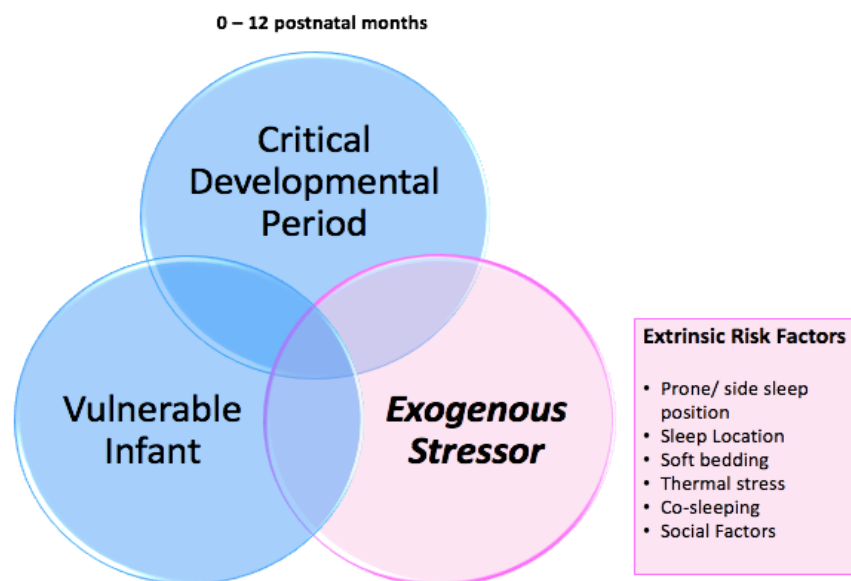 0 – 12 postnatal months
Critical
Developmental
Period
Vulnerable
Infant
Exogenous
Stressor
Extrinsic Risk Factors
• Prone/ side sleep
position
• Sleep Location
• Soft bedding
• Thermal stress
• Co-sleeping
• Social Factors